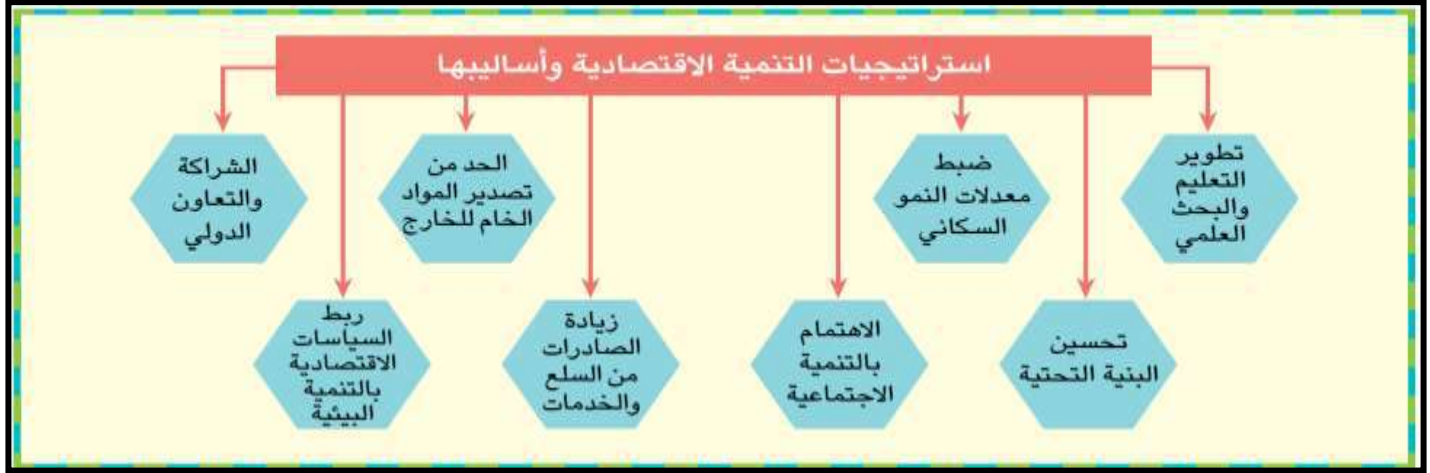 استراتيجيات التنمية الاقتصادية وأساليبها
تطوير
التعليم
والبحث
العلمي
تحسين
البنية التحتية
ضبط
معدلات النمو
السكاني
الاهتمام
بالتنمية
الاجتماعية
زيادة
الصادرات
من السلع
والخدمات
الحد من
تصدير المواد
الخام للخارج
ربط
السياسات
الاقتصادية
بالتنمية
البيئية
الشراكة
والتعاون
الدولي